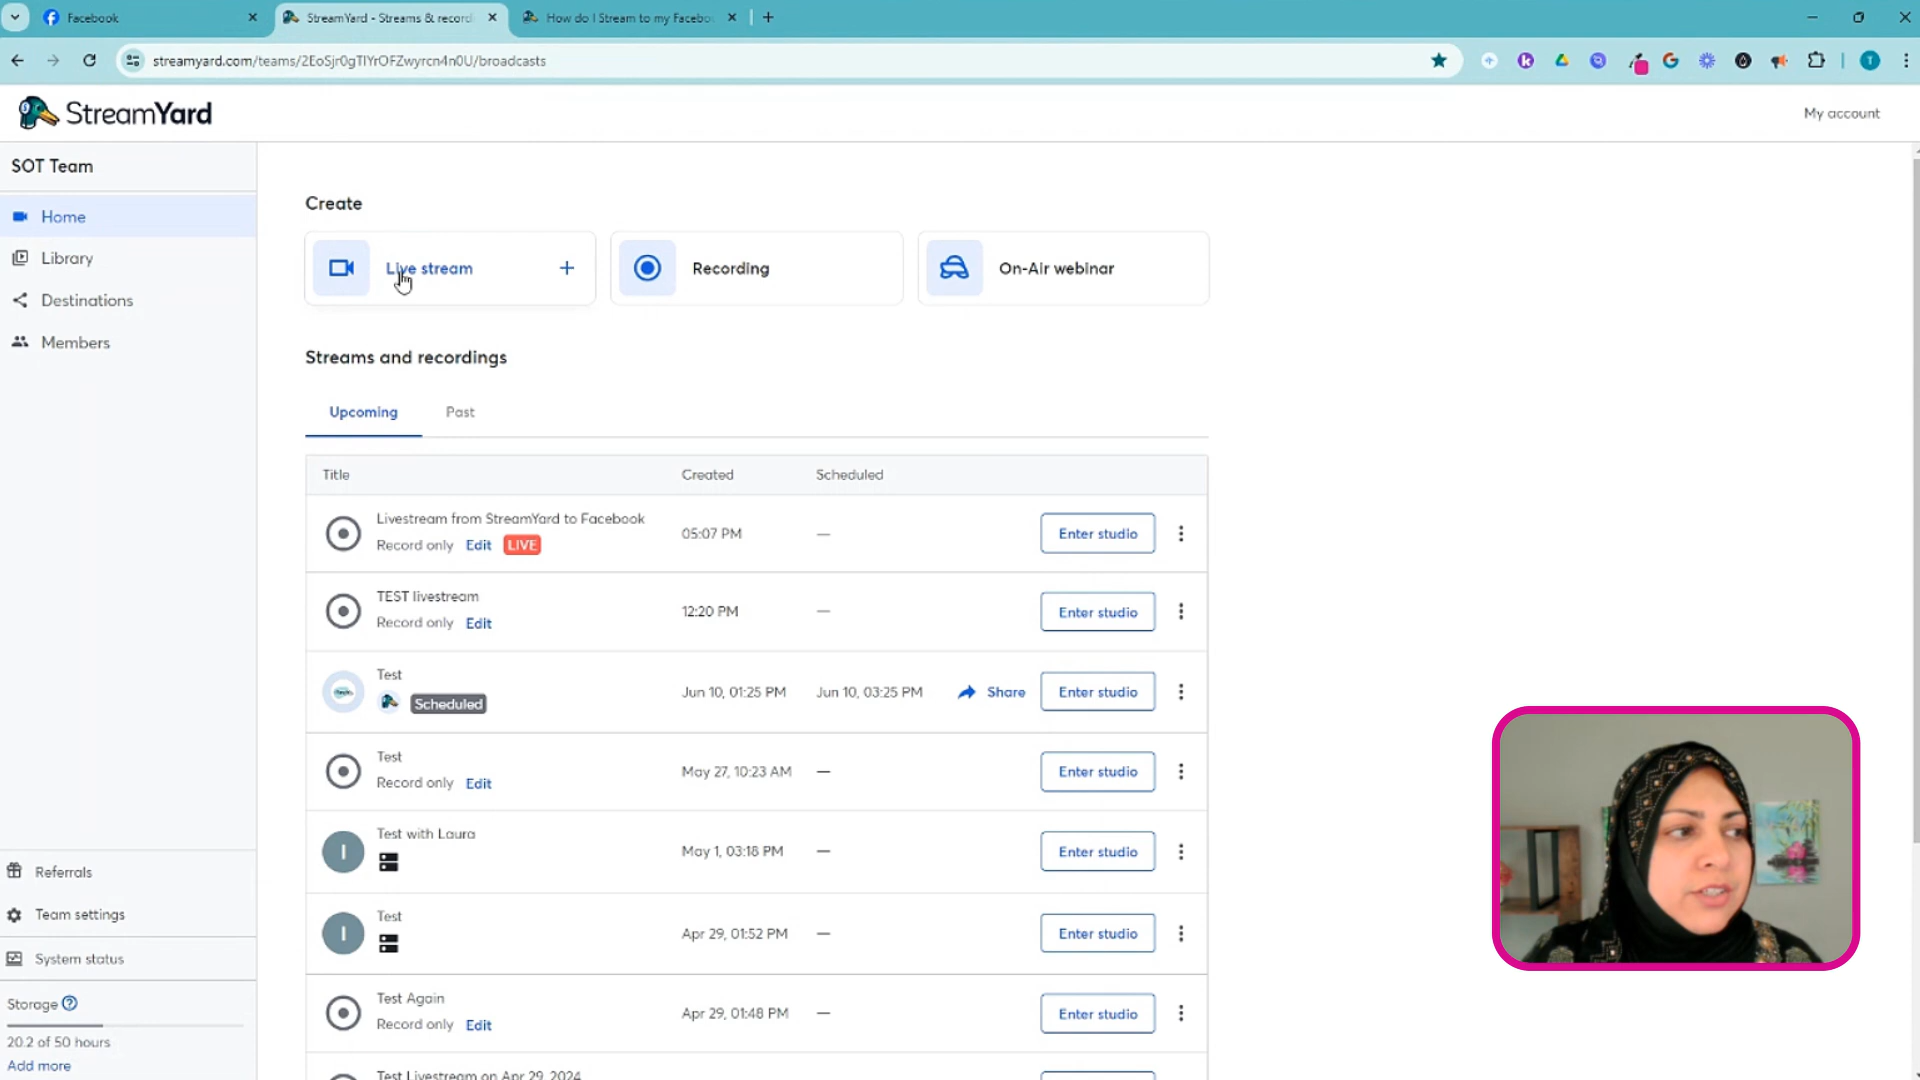 Facebook
StreamYard - Streams & record
How do I Stream to my Facebo
streamyard.com/teams/2EoSjr0gTlYrOFZwyrcn4n0U/broadcasts
StreamYard
My account
SOT Team
Home
Library
Destinations
Members
Create
Live stream
Recording
On-Air webinar
Streams and recordings
Upcoming Past
Title Created Scheduled
Livestream from StreamYard to Facebook
Record only Edit LIVE
05:07 PM — Enter studio
TEST livestream
Record only Edit
12:20 PM — Enter studio
Test
Scheduled
Jun 10, 01:25 PM Jun 10, 03:25 PM Share Enter studio
Test
Record only Edit
May 27, 10:23 AM — Enter studio
I
Test with Laura
May 1, 03:18 PM — Enter studio
I
Test
Apr 29, 01:52 PM — Enter studio
Test Again
Record only Edit
Apr 29, 01:48 PM — Enter studio
Test Livestream on Apr 29, 2024
Referrals
Team settings
System status
Storage
20.2 of 50 hours
Add more